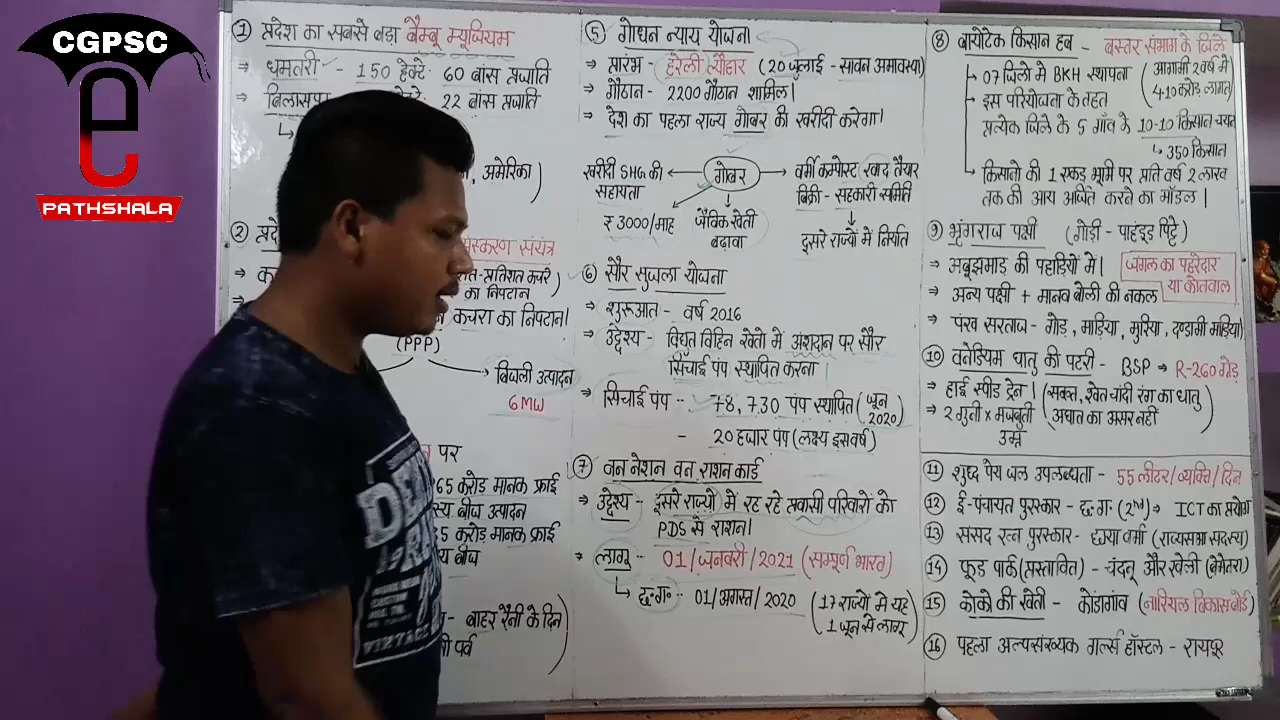 CGPSC
PATHSHALA
① प्रदेश का सबसे बड़ा बैम्बू म्यूजियम
⇒ धमतरी - 150 हेक्टे. 60 बांस प्रजाति
22 बांस प्रजाति
, अमेरिका)
②
संस्करण संयंत्र
का निपटान)
कचरा का निपटान।
(PPP)
बिजली उत्पादन
6MW
पर
65 करोड मानक फ्राई
बीज उत्पादन
5 करोड मानक फ्राई
बीज
- बाहर रैनी के दिन
पर्व)
⑤ गोधन न्याय योजना
⇒ प्रारंभ - हरेली त्यौहार (20 जुलाई - सावन अमावस्या)
⇒ गौठान - 2200 गौठान शामिल।
⇒ देश का पहला राज्य गोबर की खरीदी करेगा।
खरीदी SHG की सहायता
गोबर
वर्मी कम्पोस्ट खाद तैयार
बिक्री - सहकारी समिति
₹ 3000/माह
जैविक खेती बढ़ावा
दूसरे राज्यों में निर्यात
⑥ सौर सुजला योजना
⇒ शुरूआत - वर्ष 2016
⇒ उद्देश्य - विद्युत विहिन खेतो में अंशदान पर सौर
सिंचाई पंप स्थापित करना।
⇒ सिंचाई पंप - 78,730 पंप स्थापित (जून 2020)
- 20 हजार पंप (लक्ष्य इस वर्ष)
⑦ वन नेशन वन राशन कार्ड
⇒ उद्देश्य - दूसरे राज्यो में रह रहे प्रवासी परिवारों को
PDS से राशन।
⇒ लागू - 01/जनवरी/2021 (सम्पूर्ण भारत)
छ.ग. - 01/अगस्त/2020 (17 राज्यों में यह
1 जून से लागू)
⑧ बायोटेक किसान हब - बस्तर संभाग के जिले
→ 07 जिलो में BKH स्थापना (आगामी 2 वर्ष में
4.10 करोड़ लागत)
→ इस परियोजना के तहत
प्रत्येक जिले के 5 गाँव के 10-10 किसान चयन
↳ 350 किसान
→ किसानो की 1 एकड़ भूमि पर प्रति वर्ष 2 लाख
तक की आय अर्जित करने का मॉडल।
⑨ भृंगराज पक्षी (गोंड़ी - पाहंइड पिट्टे)
⇒ अबूझमाड़ की पहाड़ियों में।
जंगल का पहरेदार
या कोतवाल
⇒ अन्य पक्षी + मानव बोली की नकल
⇒ पंख सरताज - गोड़, माड़िया, मुरिया, दण्डामी माड़िया)
⑩ वनेडियम धातु की पटरी - BSP → R-260 ग्रेड
⇒ हाई स्पीड ट्रेन। (सक्त, श्वेत चांदी रंग का धातु
⇒ 2 गुनी × मजबुती अघात का असर नहीं)
उम्र
⑪ शुध्द पेय जल उपलब्धता - 55 लीटर/व्यक्ति/दिन
⑫ ई-पंचायत पुरस्कार - छ.ग. (2nd) → ICT का प्रयोग
⑬ संसद रत्न पुरस्कार - छाया वर्मा (राज्यसभा सदस्य)
⑭ फूड पार्क (प्रस्तावित) - चंदनू और खेली (बेमेतरा)
⑮ कोको की खेती - कोंडागांव (नारियल विकास बोर्ड)
⑯ पहला अल्पसंख्यक गर्ल्स हॉस्टल - रायपुर